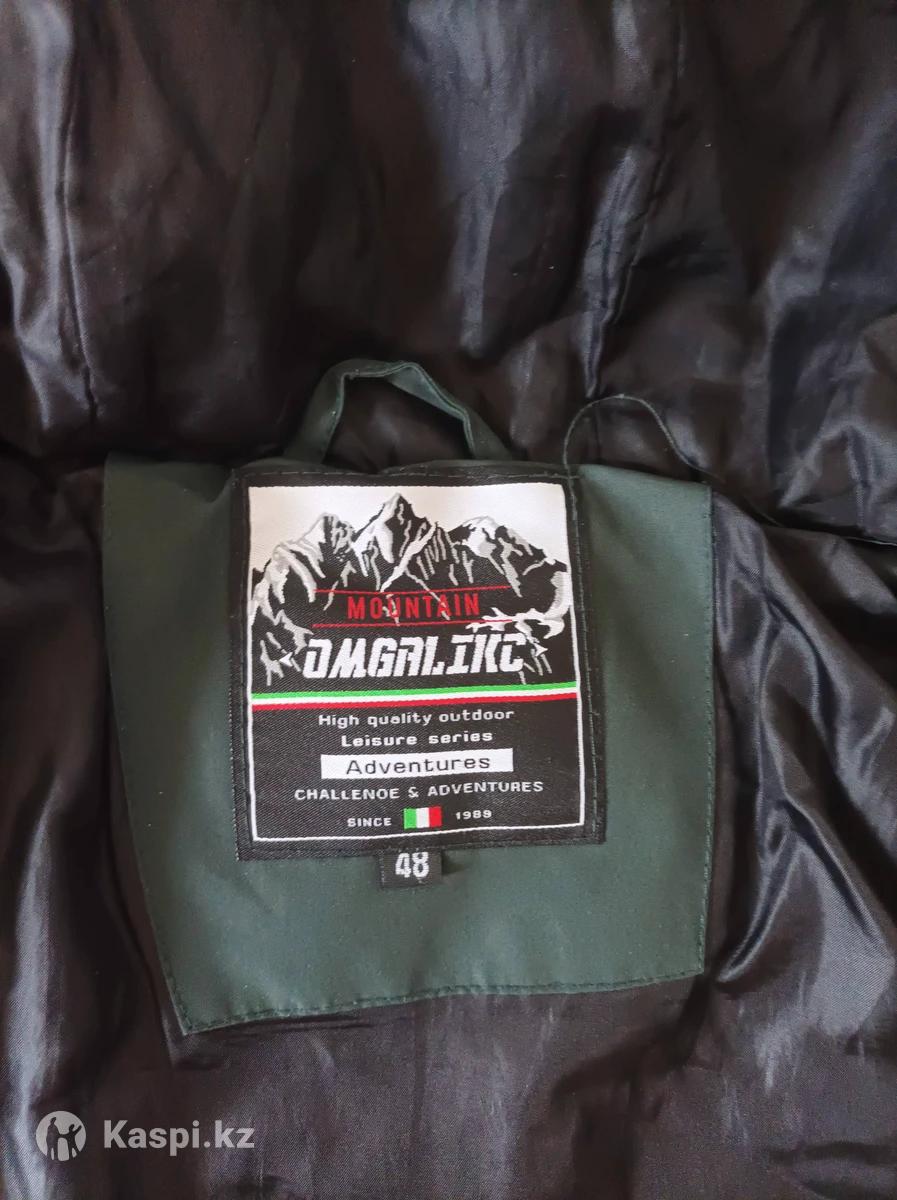 MOUNTAIN
OMGALIKC
High quality outdoor
Leisure series
Adventures
CHALLENOE & ADVENTURES
SINCE 1989
48
Kaspi.kz